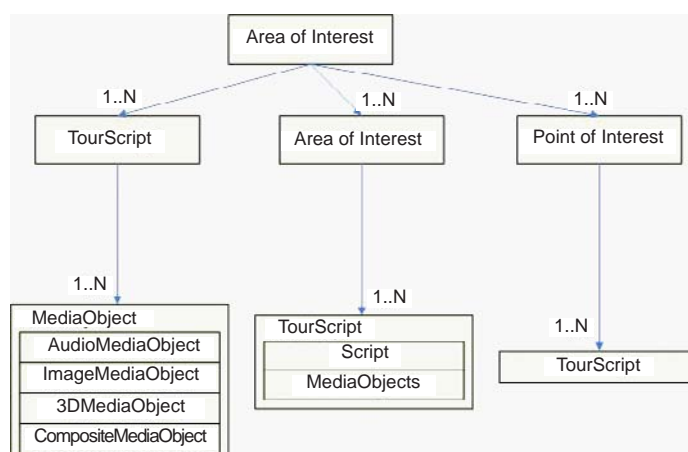 Area of Interest
1..N
1..N
1..N
TourScript
Area of Interest
Point of Interest
1..N
1..N
1..N
MediaObject
AudioMediaObject
ImageMediaObject
3DMediaObject
CompositeMediaObject
TourScript
Script
MediaObjects
TourScript